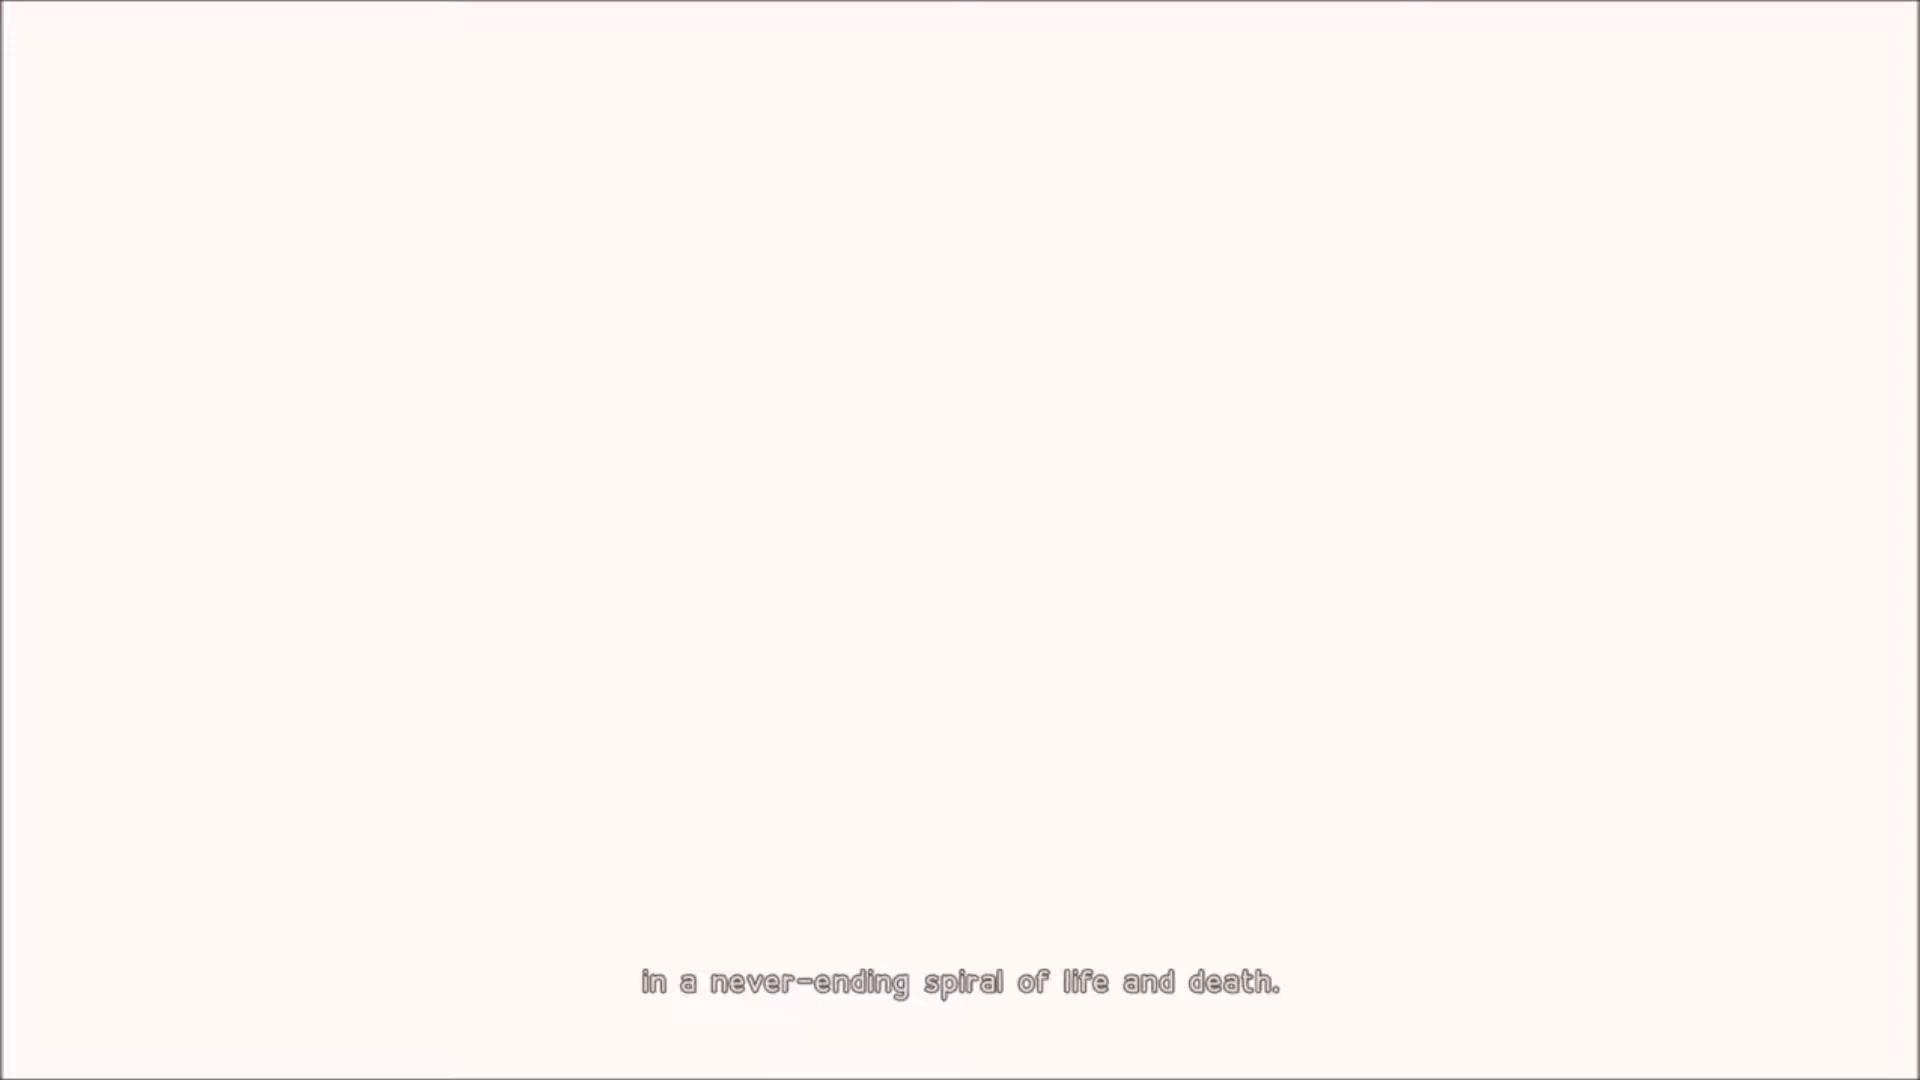 in a never-ending spiral of life and death.